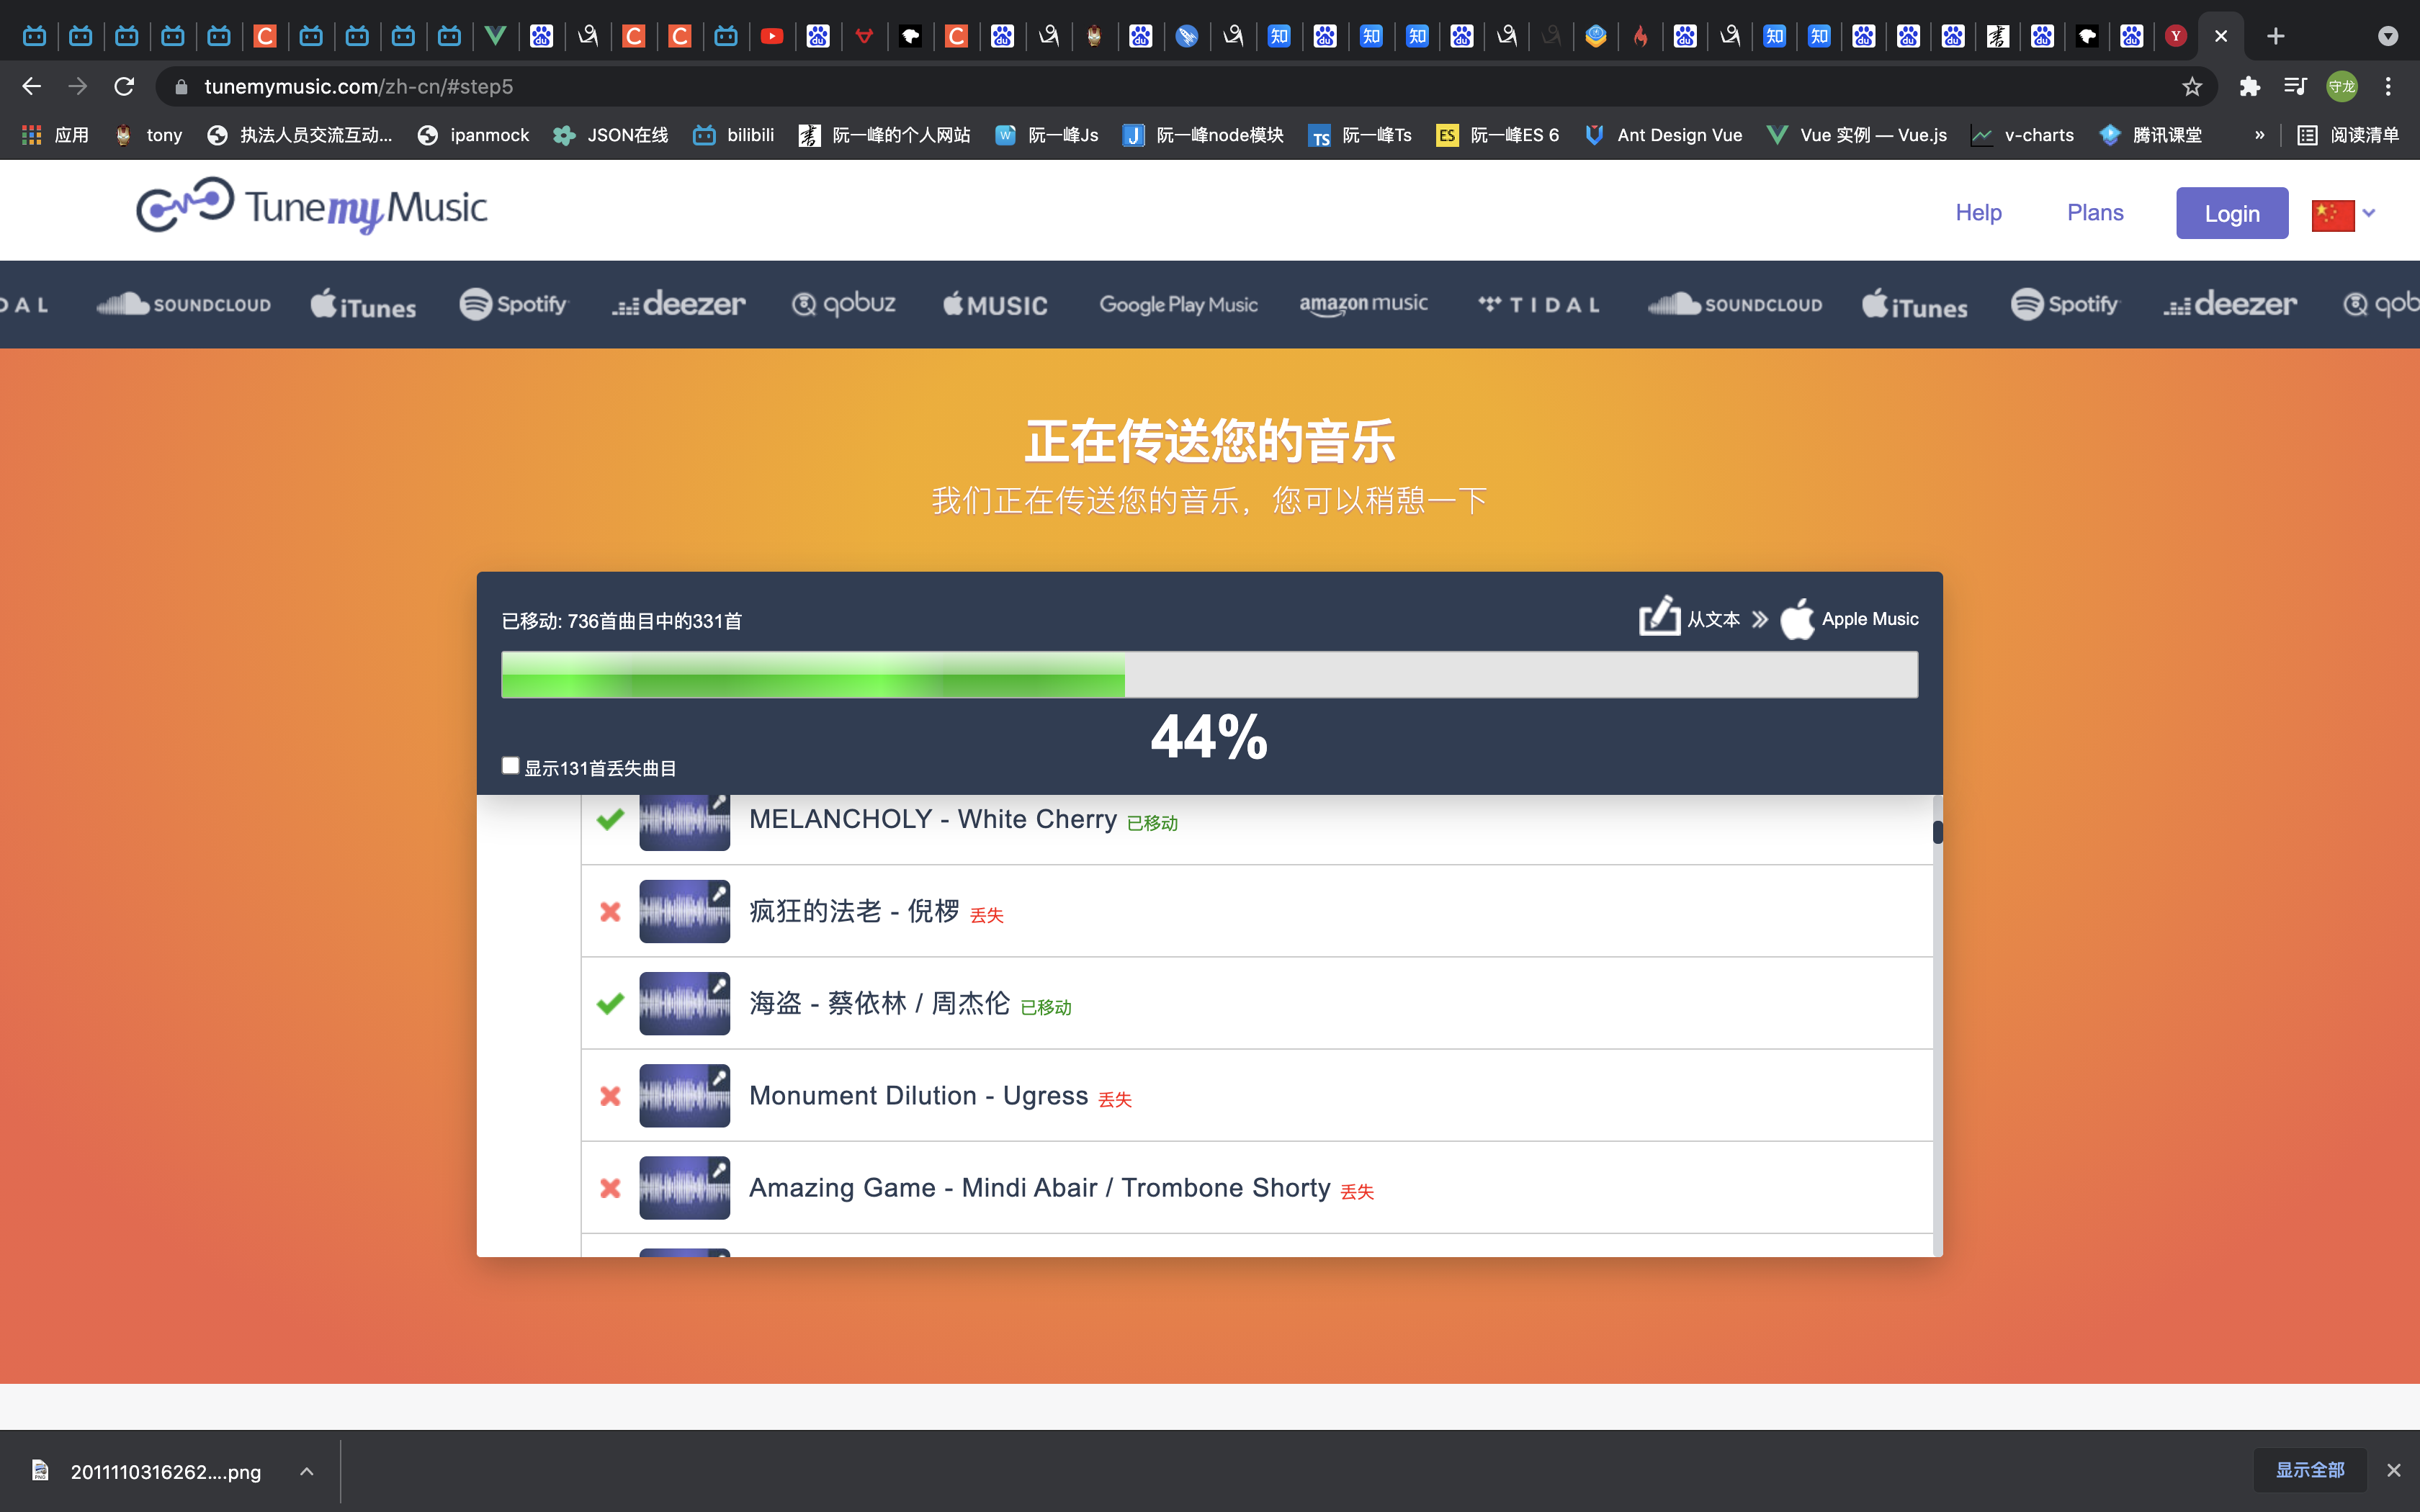 tunemymusic.com/zh-cn/#step5
守龙
应用
tony
执法人员交流互动...
ipanmock
JSON在线
bilibili
阮一峰的个人网站
阮一峰Js
阮一峰node模块
阮一峰Ts
阮一峰ES 6
Ant Design Vue
Vue 实例 — Vue.js
v-charts
腾讯课堂
»
阅读清单
Tune my Music
Help
Plans
Login
DAL
SOUNDCLOUD
iTunes
Spotify
deezer
qobuz
MUSIC
Google Play Music
amazon music
TIDAL
SOUNDCLOUD
iTunes
Spotify
deezer
qob
正在传送您的音乐
我们正在传送您的音乐，您可以稍憩一下
已移动: 736首曲目中的331首
从文本
Apple Music
44%
显示131首丢失曲目
MELANCHOLY - White Cherry 已移动
疯狂的法老 - 倪椤 丢失
海盗 - 蔡依林 / 周杰伦 已移动
Monument Dilution - Ugress 丢失
Amazing Game - Mindi Abair / Trombone Shorty 丢失
2011110316262....png
显示全部